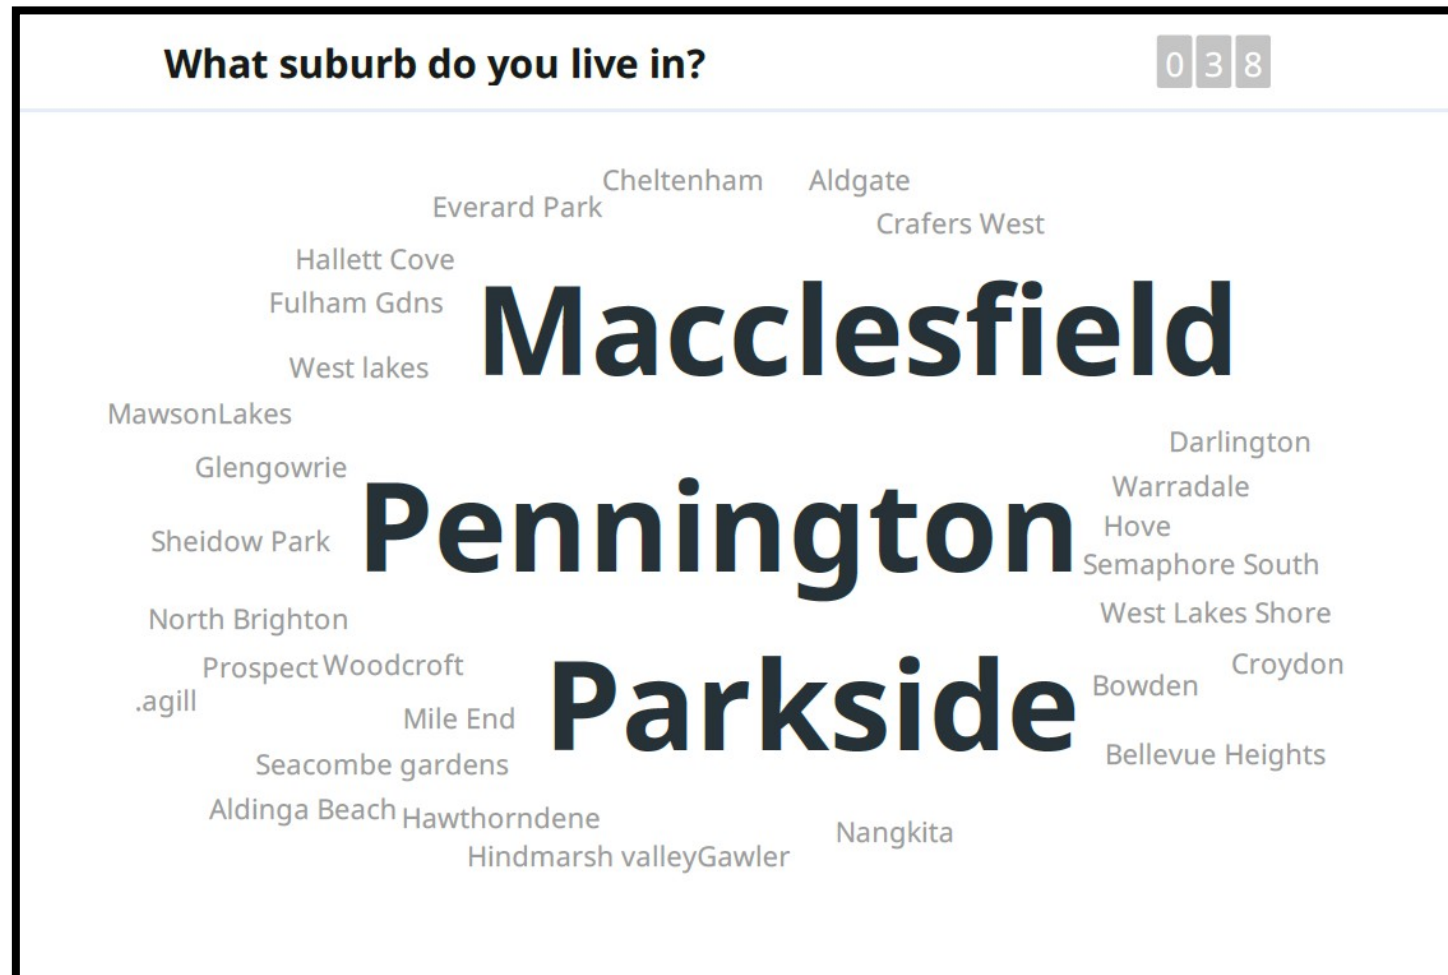 What suburb do you live in?
038
Cheltenham
Aldgate
Everard Park
Crafers West
Hallett Cove
Fulham Gdns
Macclesfield
West lakes
MawsonLakes
Darlington
Glengowrie
Warradale
Pennington
Hove
Sheidow Park
Semaphore South
North Brighton
West Lakes Shore
Prospect
Woodcroft
Croydon
.agill
Parkside
Bowden
Mile End
Seacombe gardens
Bellevue Heights
Aldinga Beach
Hawthorndene
Nangkita
Hindmarsh valley
Gawler